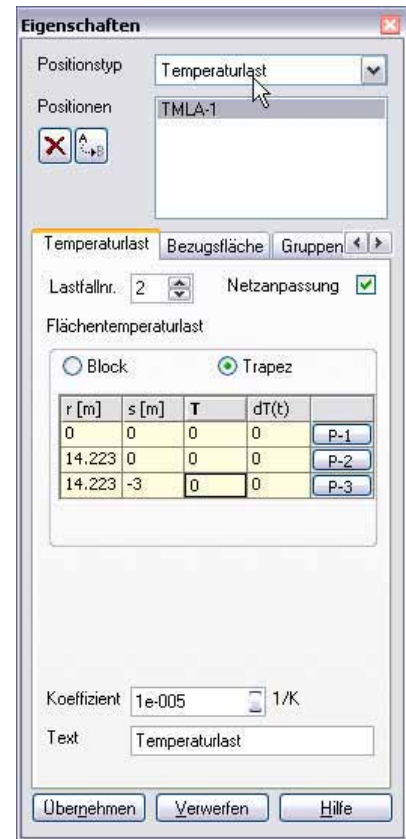 Eigenschaften
Positionstyp Temperaturlast
Positionen TMLA-1
A B
Temperaturlast Bezugsfläche Gruppen
Lastfallnr. 2 Netzanpassung
Flächentemperaturlast
Block Trapez
r [m] s [m] T dT(t)
0 0 0 0 P-1
14.223 0 0 0 P-2
14.223 -3 0 0 P-3
Koeffizient 1e-005 1/K
Text Temperaturlast
Übernehmen Verwerfen Hilfe